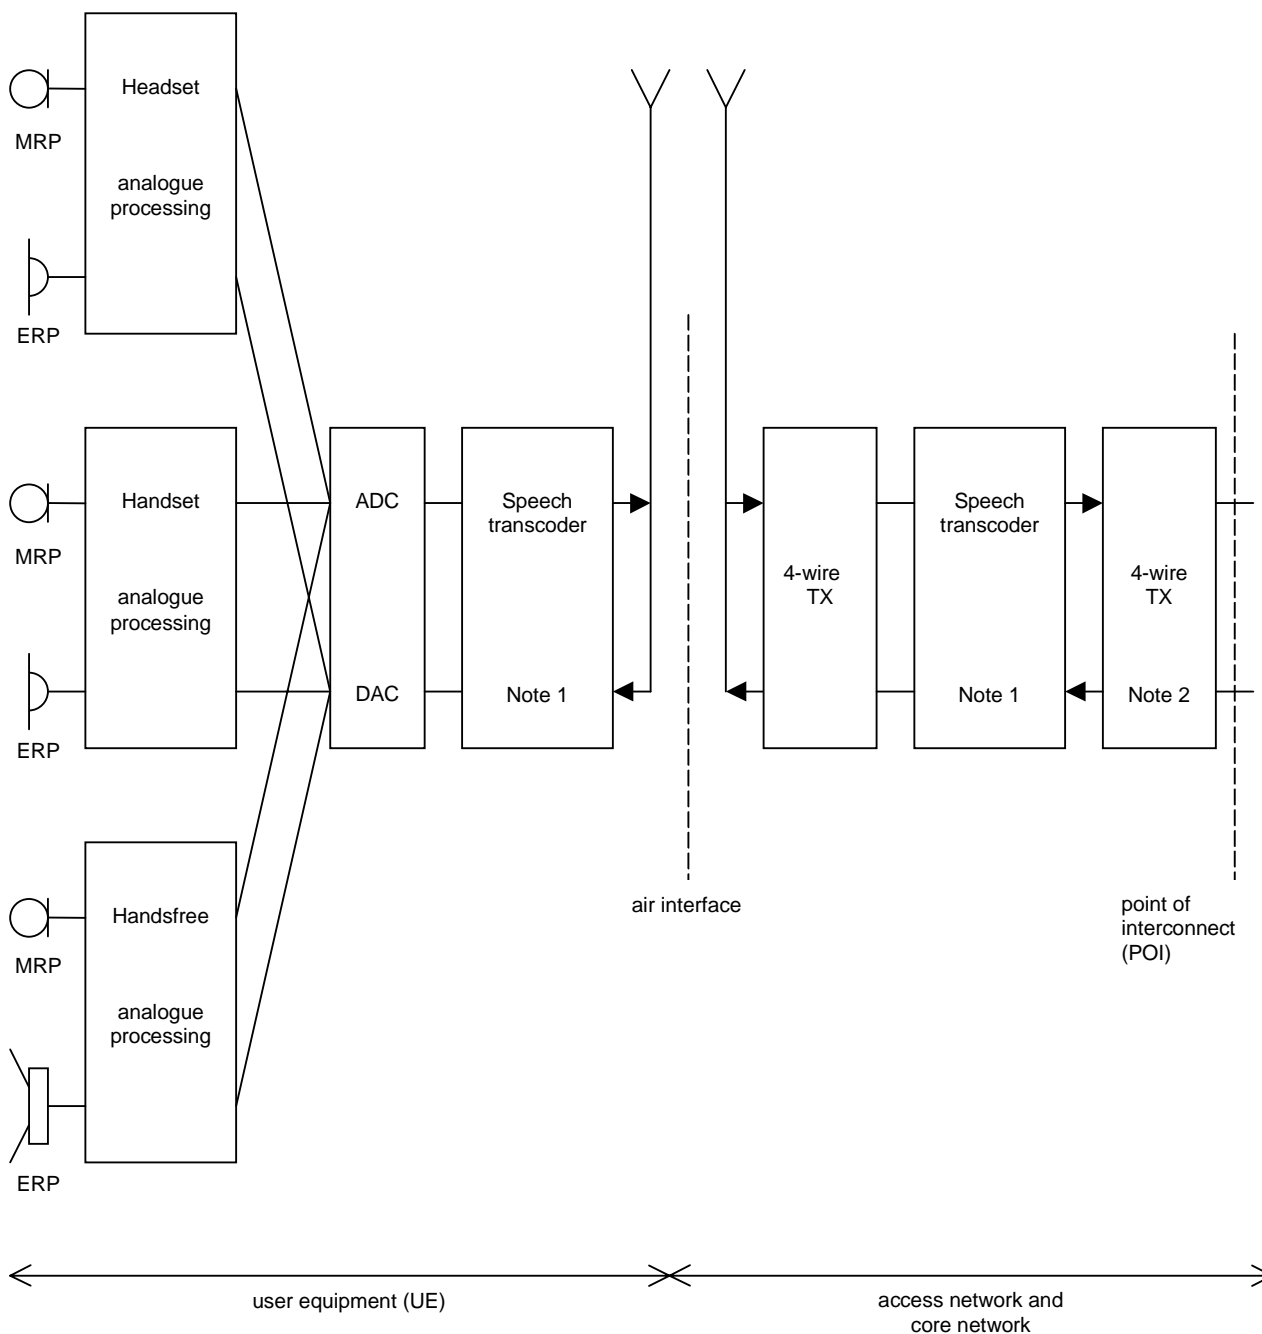 Headset
MRP
analogue
processing
ERP
Handset
MRP
analogue
processing
ERP
Handsfree
MRP
analogue
processing
ERP
ADC
DAC
Speech
transcoder
Note 1
air interface
4-wire
TX
Speech
transcoder
Note 1
4-wire
TX
Note 2
point of
interconnect
(POI)
user equipment (UE)
access network and
core network